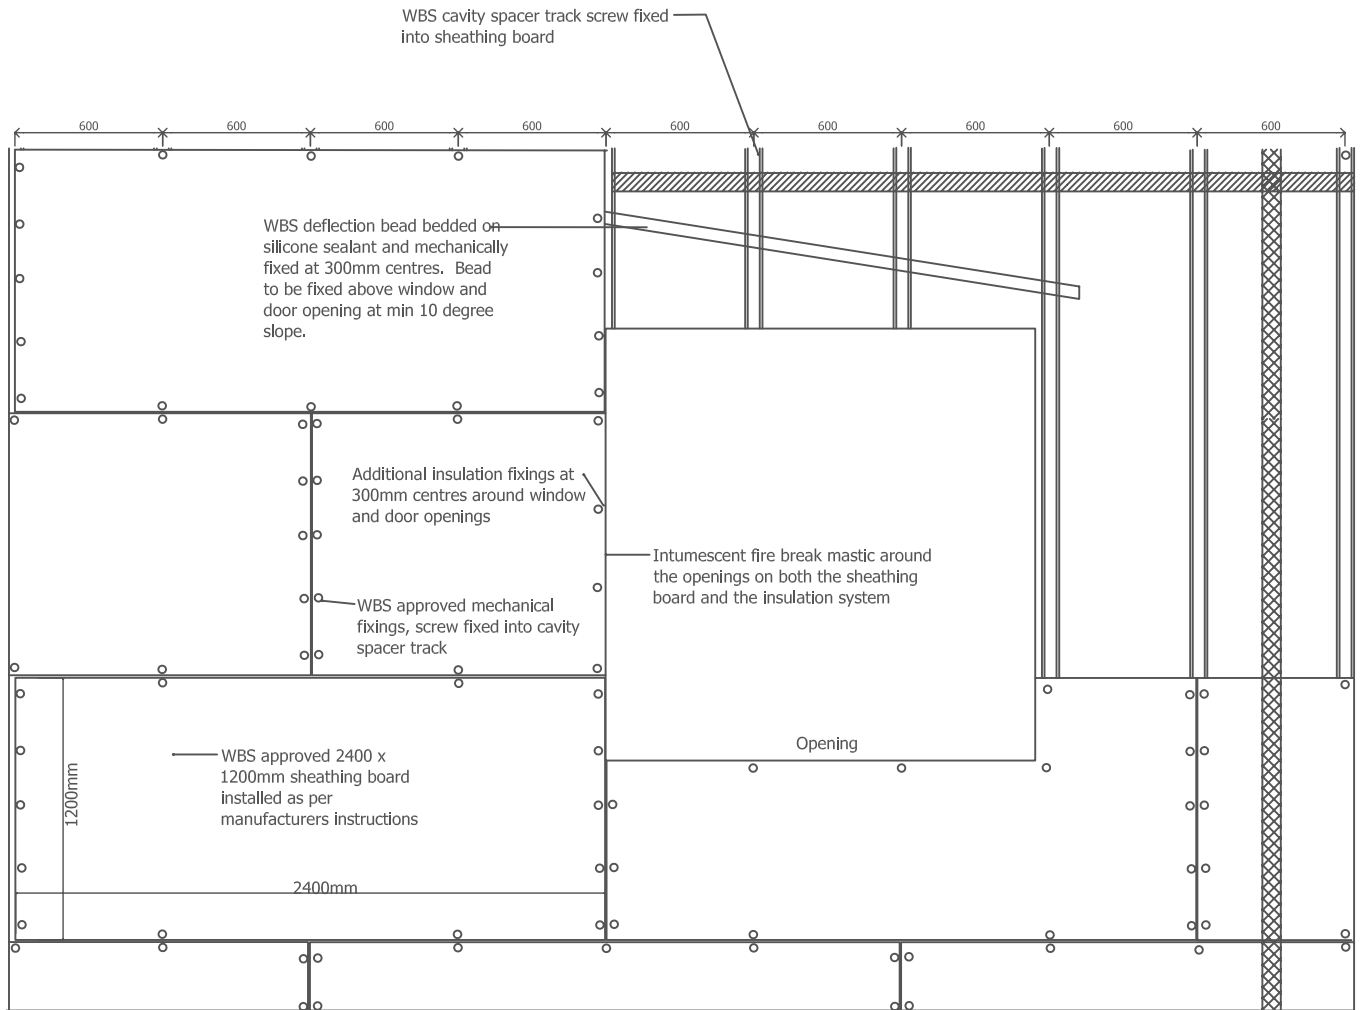 WBS cavity spacer track screw fixed
into sheathing board
600 600 600 600 600 600 600 600 600
WBS deflection bead bedded on
silicone sealant and mechanically
fixed at 300mm centres. Bead
to be fixed above window and
door opening at min 10 degree
slope.
Additional insulation fixings at
300mm centres around window
and door openings
Intumescent fire break mastic around
the openings on both the sheathing
board and the insulation system
WBS approved mechanical
fixings, screw fixed into cavity
spacer track
Opening
WBS approved 2400 x
1200mm sheathing board
installed as per
manufacturers instructions
1200mm
2400mm